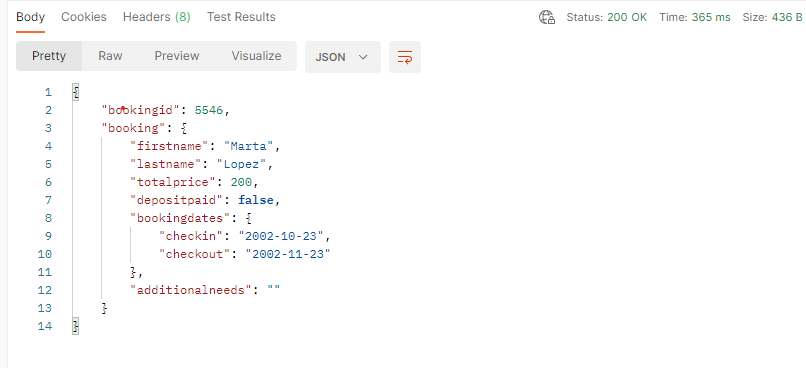 Body Cookies Headers (8) Test Results Status: 200 OK Time: 365 ms Size: 436 B
Pretty Raw Preview Visualize JSON
1 {
2 "bookingid": 5546,
3 "booking": {
4 "firstname": "Marta",
5 "lastname": "Lopez",
6 "totalprice": 200,
7 "depositpaid": false,
8 "bookingdates": {
9 "checkin": "2002-10-23",
10 "checkout": "2002-11-23"
11 },
12 "additionalneeds": ""
13 }
14 }